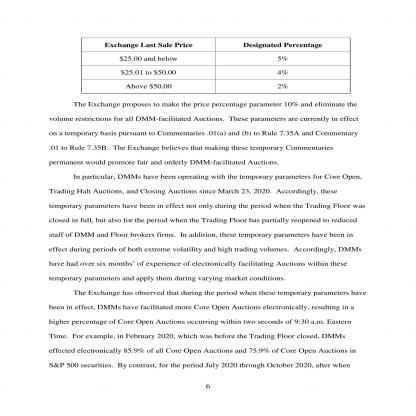 Exchange Last Sale Price Designated Percentage
$25.00 and below 5%
$25.01 to $50.00 4%
Above $50.00 2%
The Exchange proposes to make the price percentage parameter 10% and eliminate the
volume restrictions for all DMM-facilitated Auctions. These parameters are currently in effect
on a temporary basis pursuant to Commentaries .01(a) and (b) to Rule 7.35A and Commentary
.01 to Rule 7.35B. The Exchange believes that making these temporary Commentaries
permanent would promote fair and orderly DMM-facilitated Auctions.
In particular, DMMs have been operating with the temporary parameters for Core Open,
Trading Halt Auctions, and Closing Auctions since March 23, 2020. Accordingly, these
temporary parameters have been in effect not only during the period when the Trading Floor was
closed in full, but also for the period when the Trading Floor has partially reopened to reduced
staff of DMM and Floor brokers firms. In addition, these temporary parameters have been in
effect during periods of both extreme volatility and high trading volumes. Accordingly, DMMs
have had over six months' of experience of electronically facilitating Auctions within these
temporary parameters and apply them during varying market conditions.
The Exchange has observed that during the period when these temporary parameters have
been in effect, DMMs have facilitated more Core Open Auctions electronically, resulting in a
higher percentage of Core Open Auctions occurring within two seconds of 9:30 a.m. Eastern
Time. For example, in February 2020, which was before the Trading Floor closed, DMMs
effected electronically 85.9% of all Core Open Auctions and 75.9% of Core Open Auctions in
S&P 500 securities. By contrast, for the period July 2020 through October 2020, after when
6